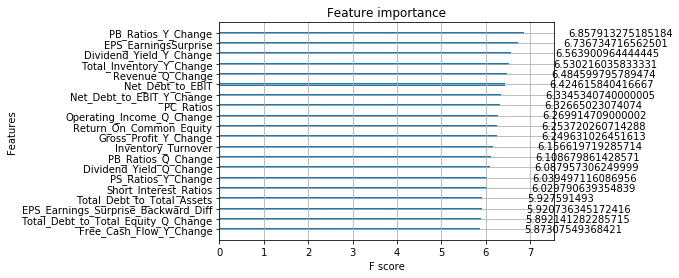 Feature importance
PB_Ratios_Y_Change 6.857913275185184
EPS_EarningsSurprise 6.736734716562501
Dividend_Yield_Y_Change 6.563900964444445
Total_Inventory_Y_Change 6.530216035833331
Revenue_Q_Change 6.484599795789474
Net_Debt_to_EBIT 6.424615840416667
Net_Debt_to_EBIT_Y_Change 6.3345340740000005
PC_Ratios 6.32665023074074
Operating_Income_Q_Change 6.269914709000002
Return_On_Common_Equity 6.253720260714288
Gross_Profit_Y_Change 6.249631026451613
Inventory_Turnover 6.156619719285714
PB_Ratios_Q_Change 6.108679861428571
Dividend_Yield_Q_Change 6.087957306249999
PS_Ratios_Y_Change 6.039497116086956
Short_Interest_Ratios 6.029790639354839
Total_Debt_to_Total_Assets 5.927591493
EPS_Earnings_Surprise_Backward_Diff 5.920736345172416
Total_Debt_to_Total_Equity_Q_Change 5.892141282285715
Free_Cash_Flow_Y_Change 5.87307549368421
Features
0 1 2 3 4 5 6 7
F score